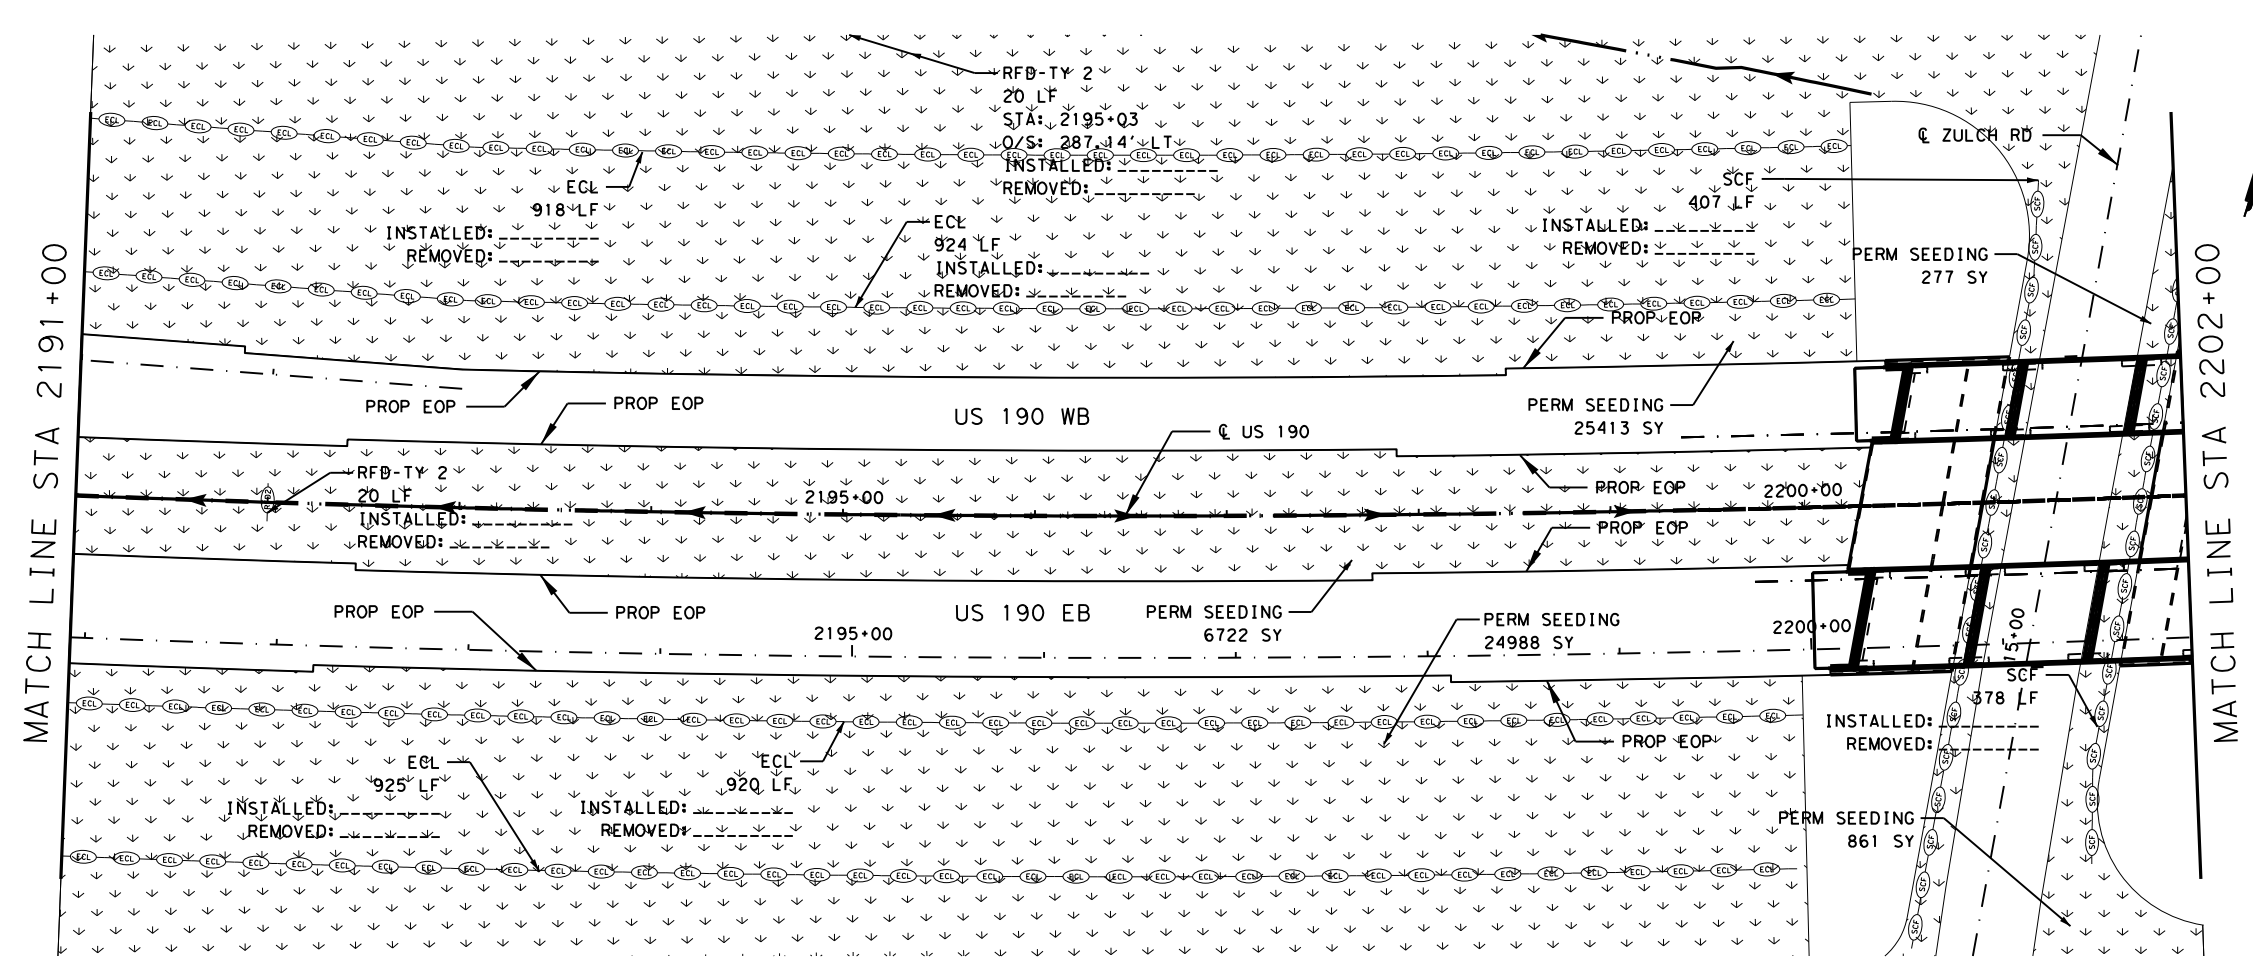 MATCH LINE STA 2191+00
RFD-TY 2
20 LF
STA: 2195+03
O/S: 287.14' LT
INSTALLED:
REMOVED:
ECL
918 LF
INSTALLED:
REMOVED:
ECL
924 LF
INSTALLED:
REMOVED:
℄ ZULCH RD
SCF
407 LF
INSTALLED:
REMOVED:
PERM SEEDING
277 SY
PROP EOP
PROP EOP
PROP EOP
US 190 WB
PERM SEEDING
25413 SY
℄ US 190
RFD-TY 2
20 LF
INSTALLED:
REMOVED:
2195+00
PROP EOP
2200+00
PROP EOP
PROP EOP
PROP EOP
US 190 EB
PERM SEEDING
6722 SY
PERM SEEDING
24988 SY
2195+00
2200+00
15+00
SCF
378 LF
INSTALLED:
REMOVED:
PROP EOP
ECL
925 LF
INSTALLED:
REMOVED:
ECL
920 LF
INSTALLED:
REMOVED:
PERM SEEDING
861 SY
MATCH LINE STA 2202+00